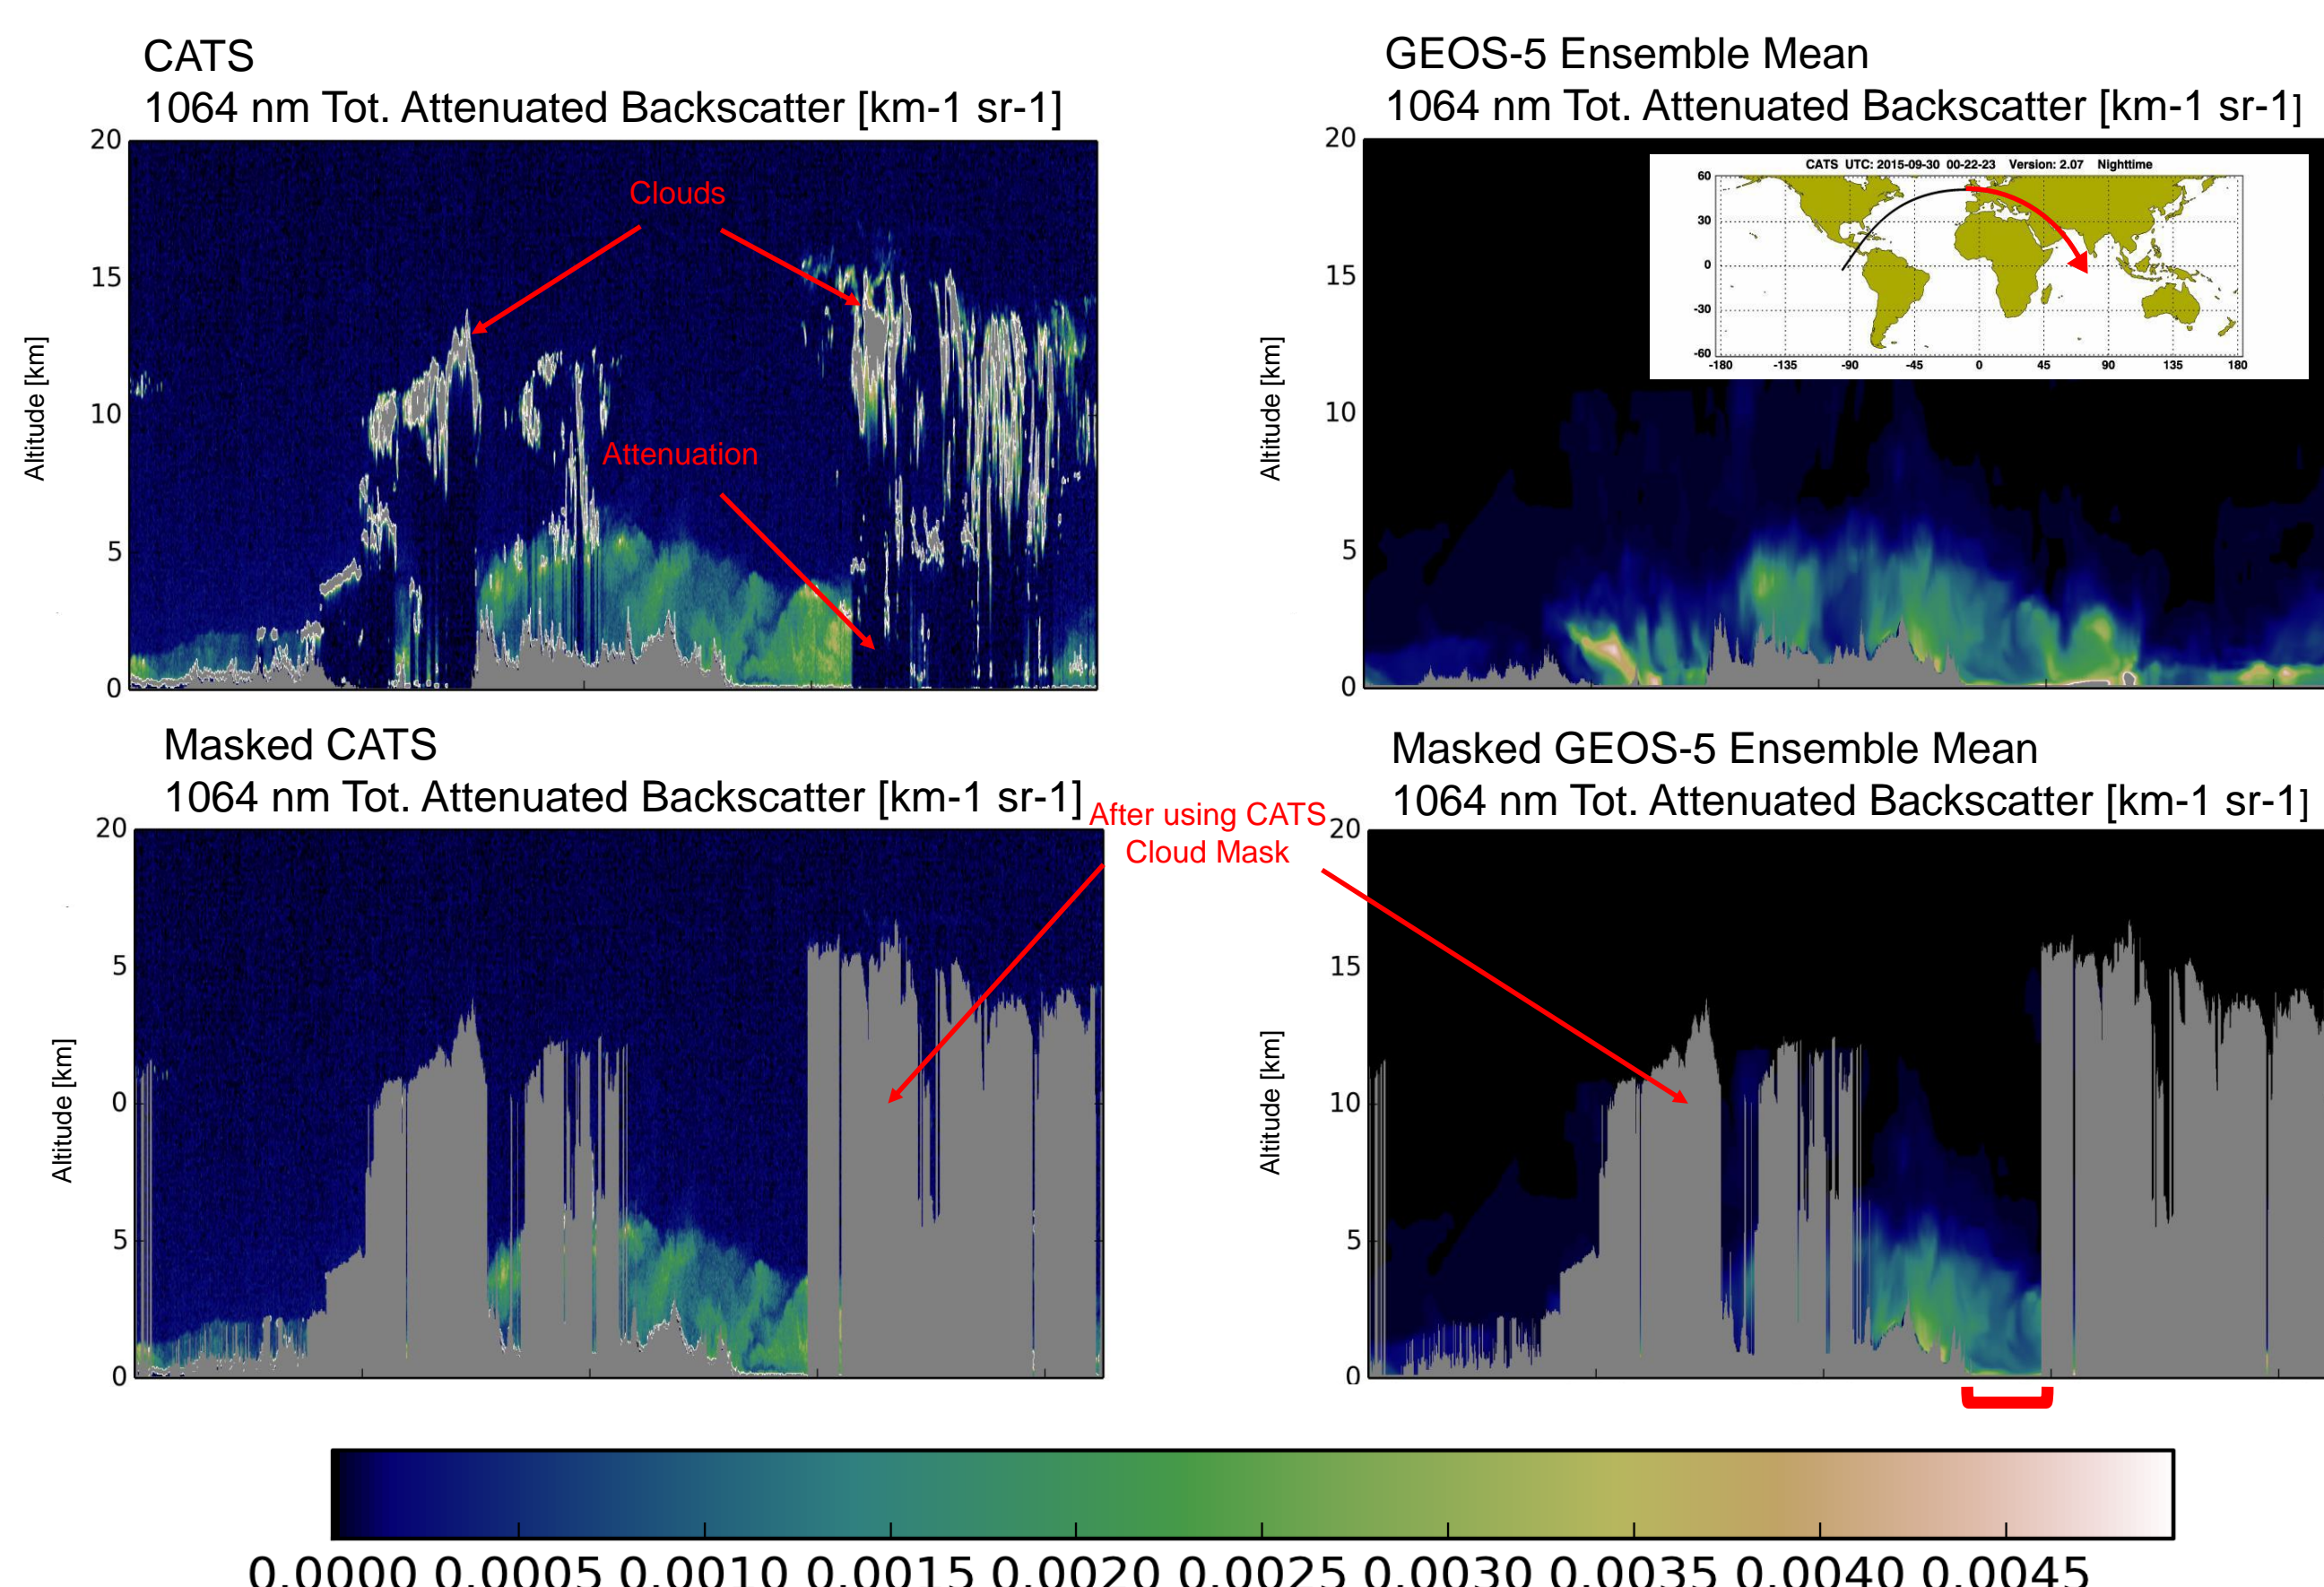 CATS
1064 nm Tot. Attenuated Backscatter [km-1 sr-1]
20
15
10
5
0
Altitude [km]
Clouds
Attenuation
GEOS-5 Ensemble Mean
1064 nm Tot. Attenuated Backscatter [km-1 sr-1]
20
15
10
5
0
Altitude [km]
CATS UTC: 2015-09-30 00-22-23 Version: 2.07 Nighttime
60
30
0
-30
-60
-180 -135 -90 -45 0 45 90 135 180
Masked CATS
1064 nm Tot. Attenuated Backscatter [km-1 sr-1]
20
5
0
5
0
Altitude [km]
After using CATS
Cloud Mask
Masked GEOS-5 Ensemble Mean
1064 nm Tot. Attenuated Backscatter [km-1 sr-1]
20
15
10
5
0
Altitude [km]
0.0000 0.0005 0.0010 0.0015 0.0020 0.0025 0.0030 0.0035 0.0040 0.0045